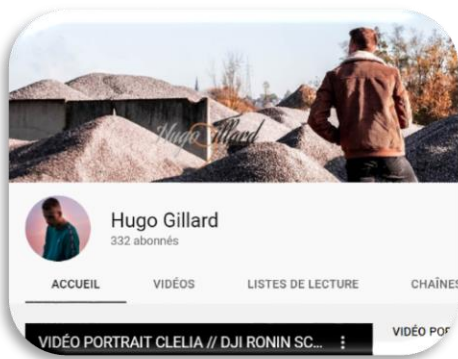 Hugo Gillard
Hugo Gillard
332 abonnés
ACCUEIL VIDÉOS LISTES DE LECTURE CHAÎNES
VIDÉO PORTRAIT CLELIA // DJI RONIN SC...
VIDÉO POR